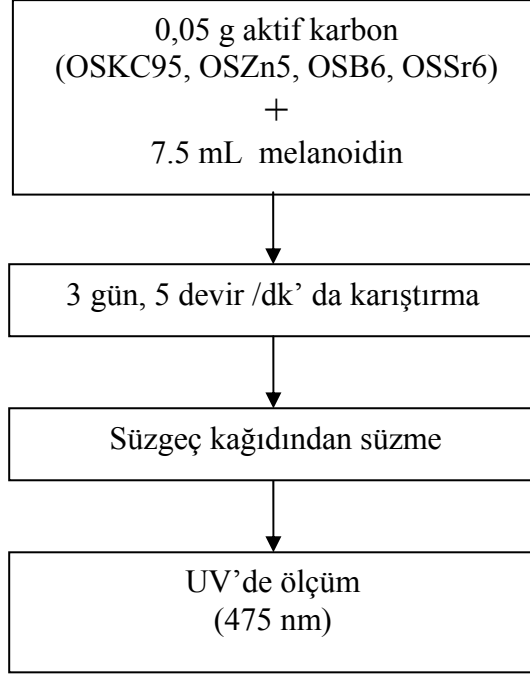 0,05 g aktif karbon
(OSKC95, OSZn5, OSB6, OSSr6)
+
7.5 mL melanoidin
3 gün, 5 devir /dk’ da karıştırma
Süzgeç kağıdından süzme
UV’de ölçüm
(475 nm)